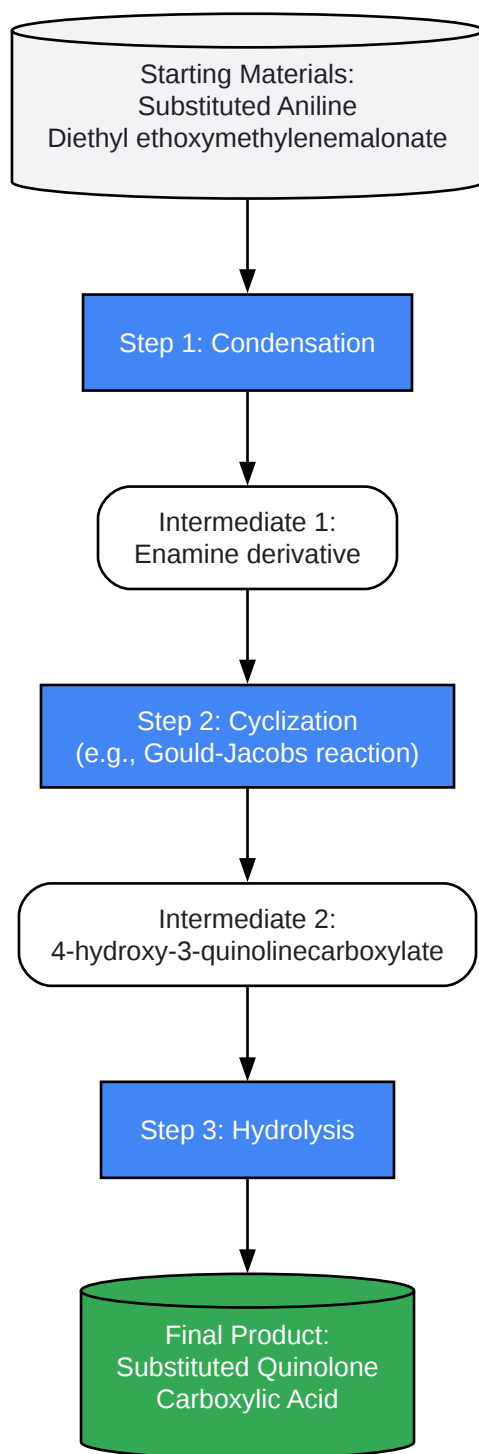 Starting Materials:
Substituted Aniline
Diethyl ethoxymethylenemalonate
Step 1: Condensation
Intermediate 1:
Enamine derivative
Step 2: Cyclization
(e.g., Gould-Jacobs reaction)
Intermediate 2:
4-hydroxy-3-quinolinecarboxylate
Step 3: Hydrolysis
Final Product:
Substituted Quinolone
Carboxylic Acid